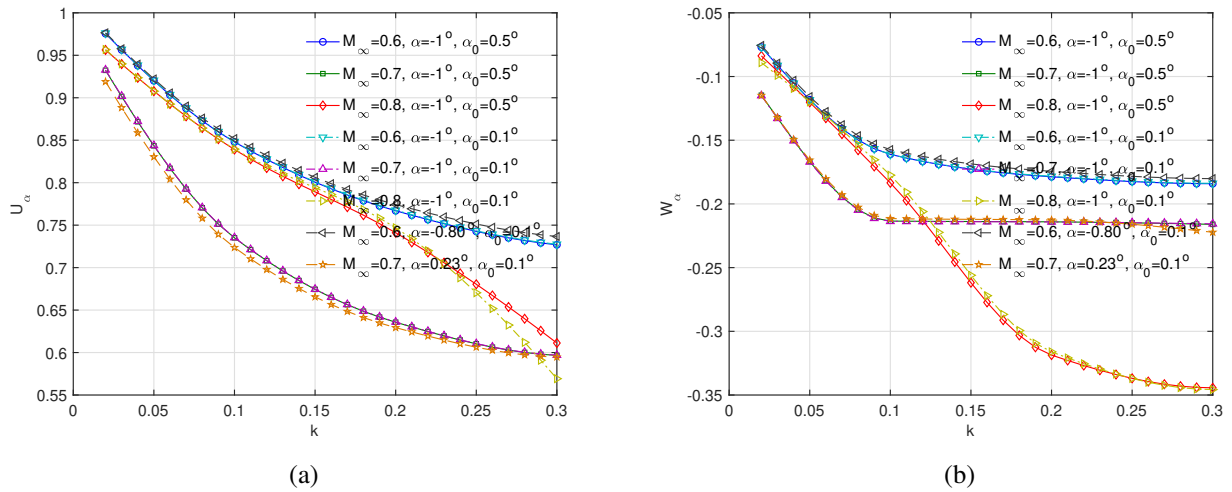 1
0.95
0.9
0.85
0.8
0.75
0.7
0.65
0.6
0.55
U_α
0
0.05
0.1
0.15
0.2
0.25
0.3
k
M_∞=0.6, α=-1°, α_0=0.5°
M_∞=0.7, α=-1°, α_0=0.5°
M_∞=0.8, α=-1°, α_0=0.5°
M_∞=0.6, α=-1°, α_0=0.1°
M_∞=0.7, α=-1°, α_0=0.1°
M_∞=0.8, α=-1°, α_0=0.1°
M_∞=0.6, α=-0.80°, α_0=0.1°
M_∞=0.7, α=0.23°, α_0=0.1°
(a)
-0.05
-0.1
-0.15
-0.2
-0.25
-0.3
-0.35
W_α
0
0.05
0.1
0.15
0.2
0.25
0.3
k
M_∞=0.6, α=-1°, α_0=0.5°
M_∞=0.7, α=-1°, α_0=0.5°
M_∞=0.8, α=-1°, α_0=0.5°
M_∞=0.6, α=-1°, α_0=0.1°
M_∞=0.7, α=-1°, α_0=0.1°
M_∞=0.8, α=-1°, α_0=0.1°
M_∞=0.6, α=-0.80°, α_0=0.1°
M_∞=0.7, α=0.23°, α_0=0.1°
(b)